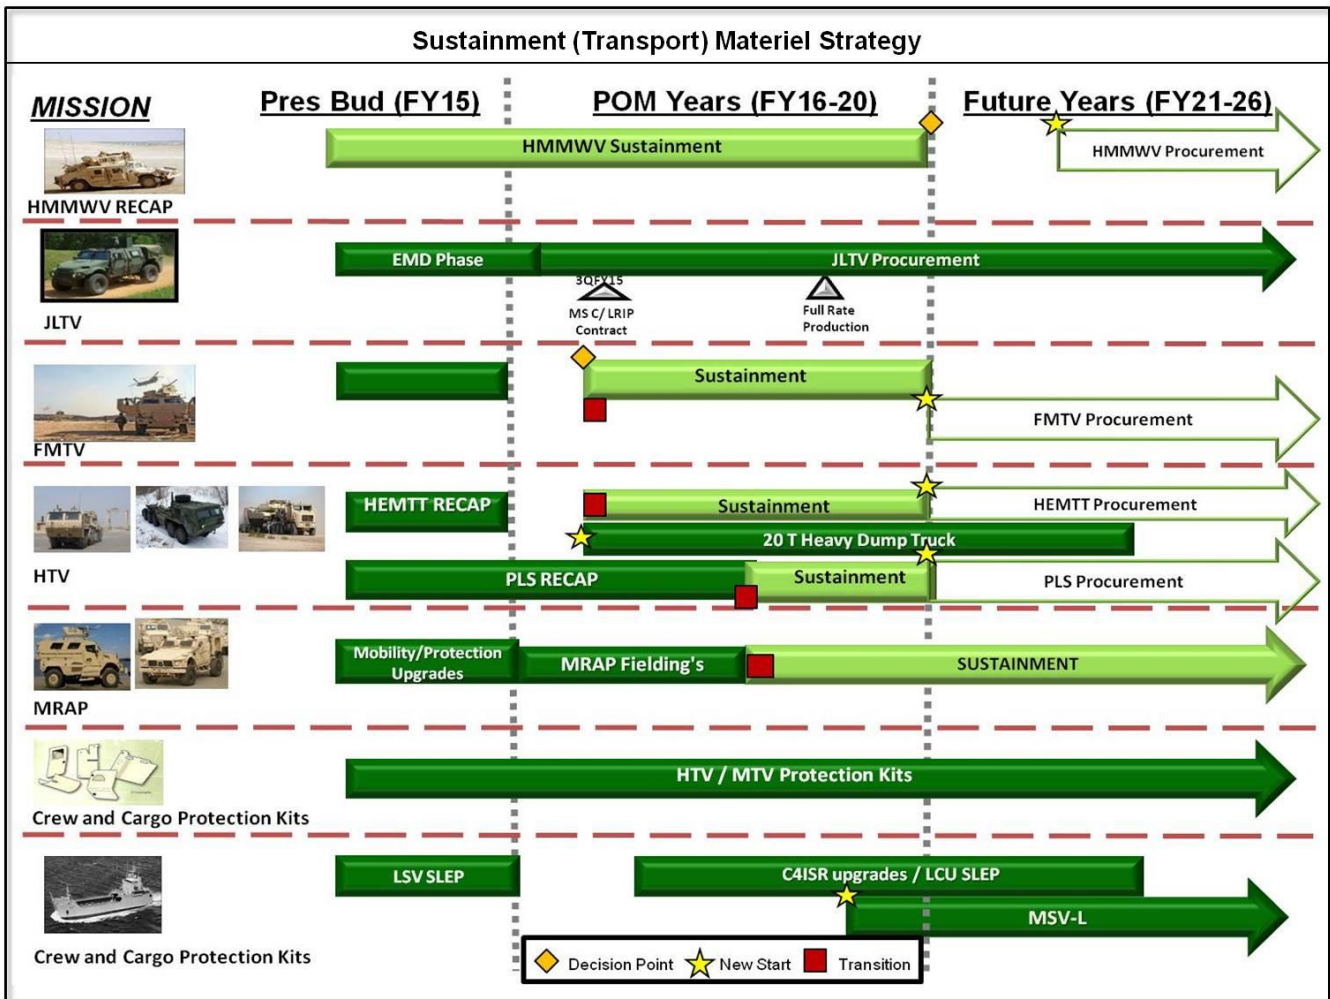 Sustainment (Transport) Materiel Strategy
MISSION
Pres Bud (FY15)
POM Years (FY16-20)
Future Years (FY21-26)
HMMWV Sustainment
HMMWV Procurement
HMMWV RECAP
EMD Phase
JLTV Procurement
3QFY15
MS C/ LRIP
Contract
Full Rate
Production
JLTV
Sustainment
FMTV Procurement
FMTV
HEMTT RECAP
Sustainment
HEMTT Procurement
20 T Heavy Dump Truck
HTV
PLS RECAP
Sustainment
PLS Procurement
Mobility/Protection
Upgrades
MRAP Fielding's
SUSTAINMENT
MRAP
HTV / MTV Protection Kits
Crew and Cargo Protection Kits
LSV SLEP
C4ISR upgrades / LCU SLEP
MSV-L
Crew and Cargo Protection Kits
Decision Point
New Start
Transition